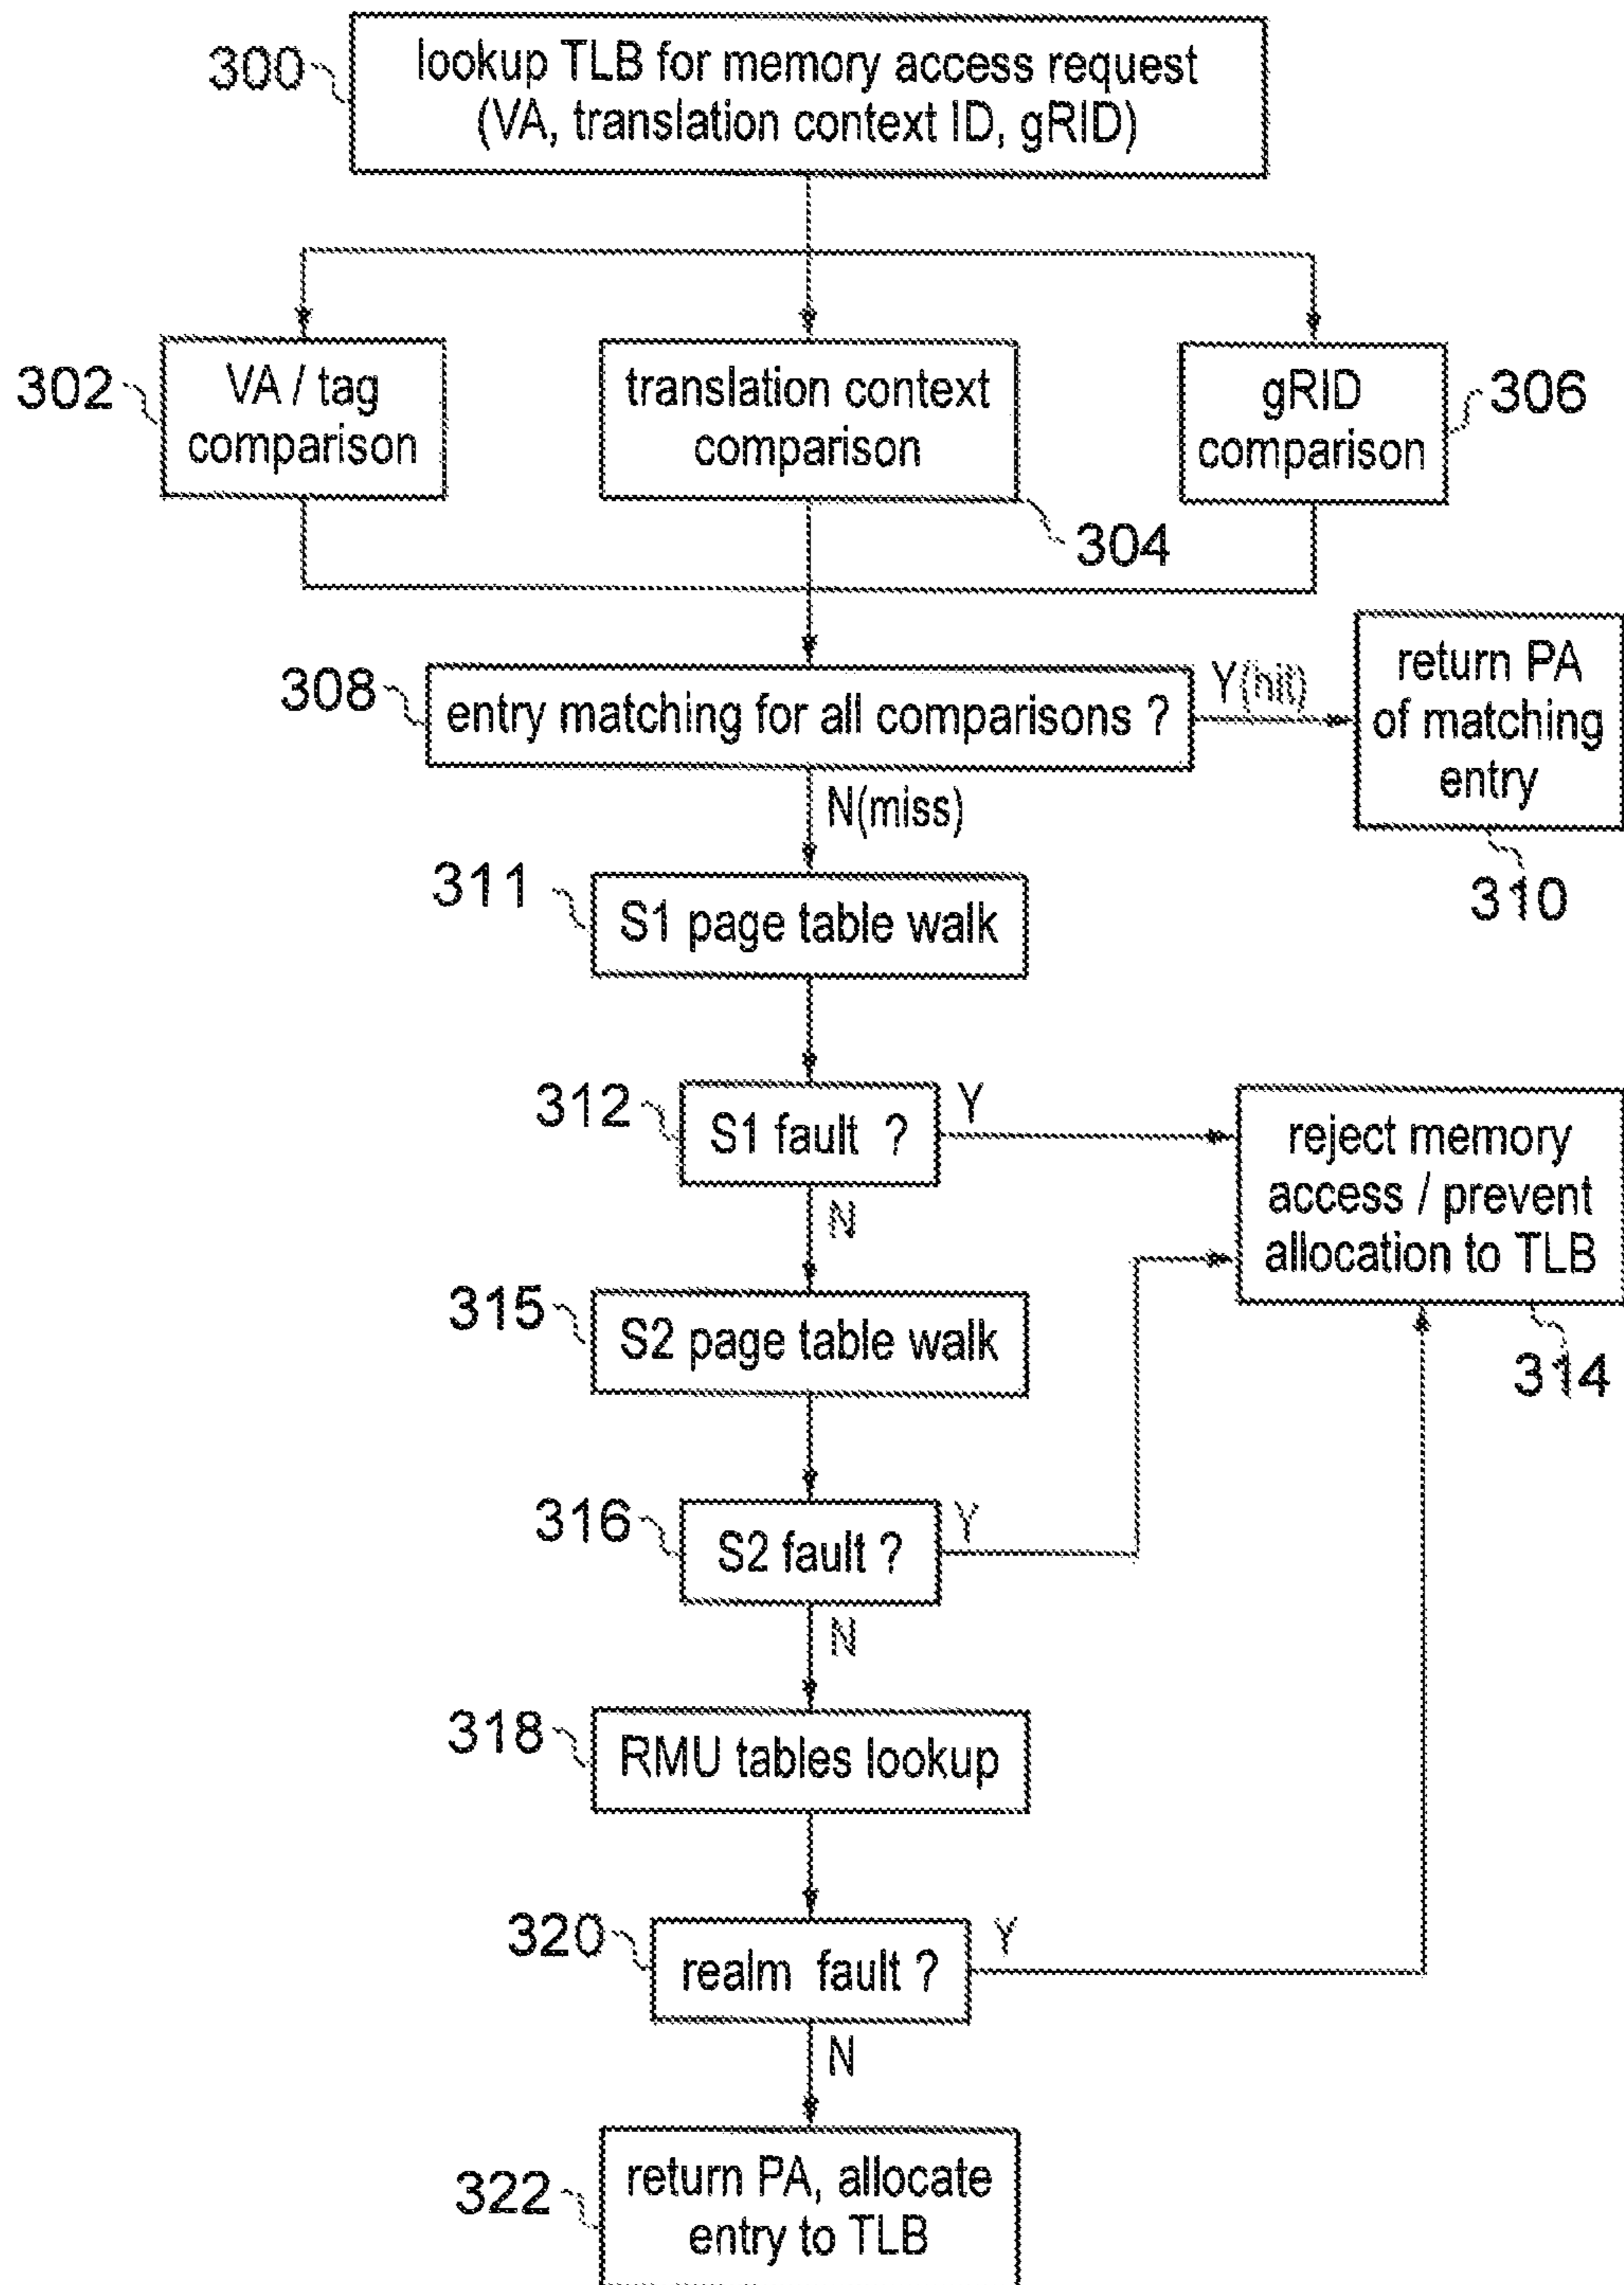 300
lookup TLB for memory access request
(VA, translation context ID, gRID)
302
VA / tag
comparison
translation context
comparison
304
gRID
comparison
306
308
entry matching for all comparisons ?
Y(hit)
return PA
of matching
entry
310
N(miss)
311
S1 page table walk
312
S1 fault ?
Y
reject memory
access / prevent
allocation to TLB
314
N
315
S2 page table walk
316
S2 fault ?
Y
N
318
RMU tables lookup
320
realm fault ?
Y
N
322
return PA, allocate
entry to TLB